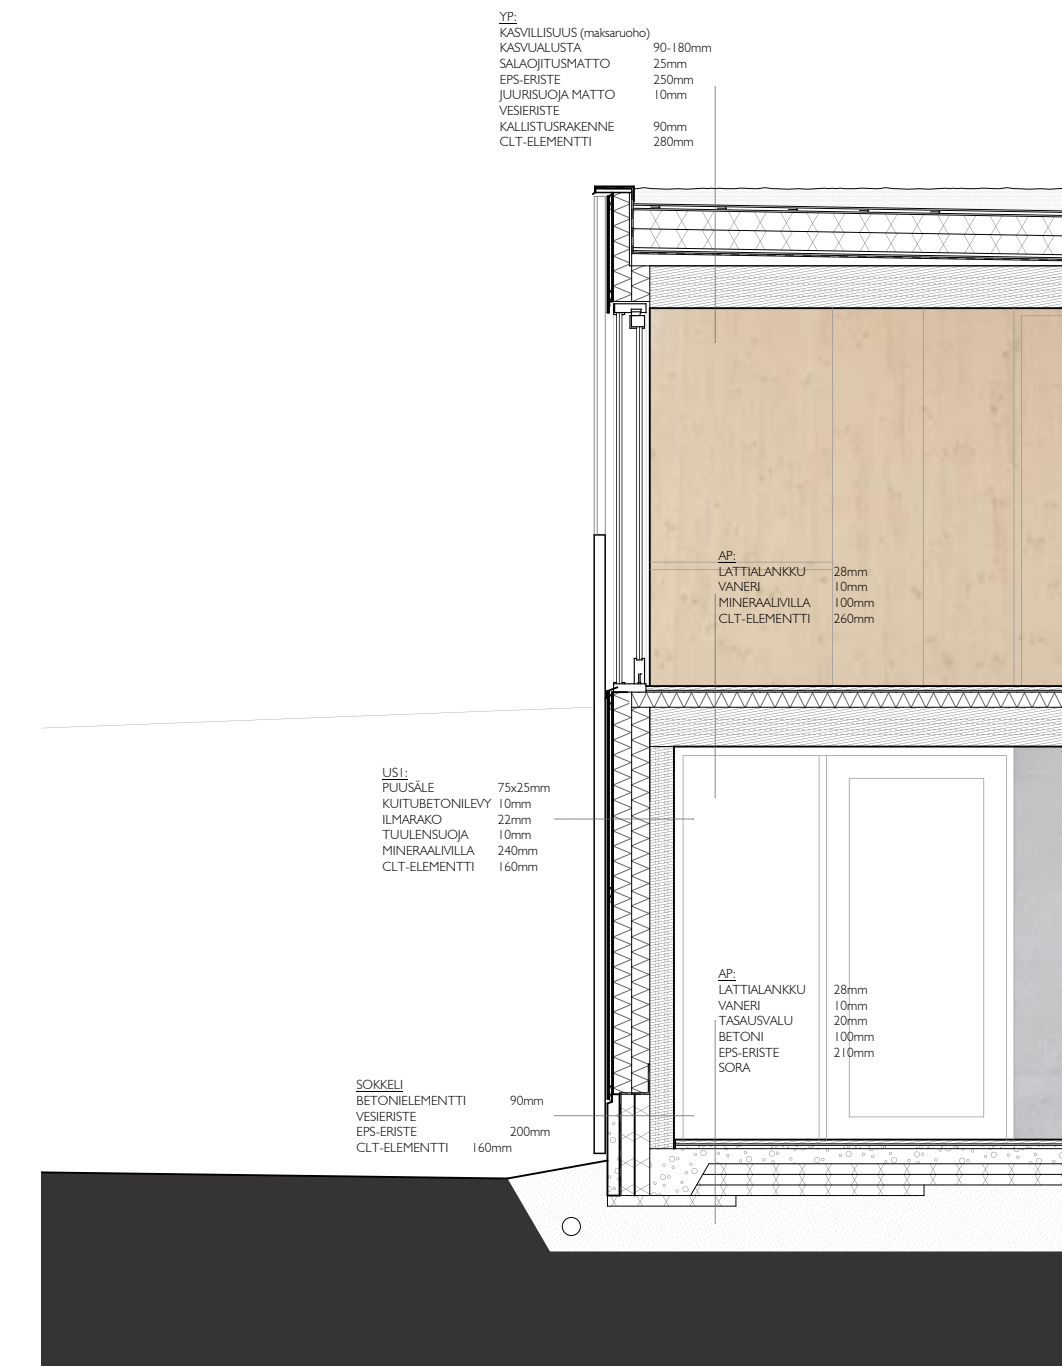 YP:
KASVILLISUUS (maksaruoho)
KASVUALUSTA 90-180mm
SALAOJITUSMATTO 25mm
EPS-ERISTE 250mm
JUURISUOJA MATTO 10mm
VESIERISTE
KALLISTUSRAKENNE 90mm
CLT-ELEMENTTI 280mm
AP:
LATTIALANKKU 28mm
VANERI 10mm
MINERAALIVILLA 100mm
CLT-ELEMENTTI 260mm
US1:
PUUSÄLE 75x25mm
KUITUBETONILEVY 10mm
ILMARAKO 22mm
TUULENSUOJA 10mm
MINERAALIVILLA 240mm
CLT-ELEMENTTI 160mm
AP:
LATTIALANKKU 28mm
VANERI 10mm
TASAUSVALU 20mm
BETONI 100mm
EPS-ERISTE 210mm
SORA
SOKKELI
BETONIELEMENTTI 90mm
VESIERISTE
EPS-ERISTE 200mm
CLT-ELEMENTTI 160mm